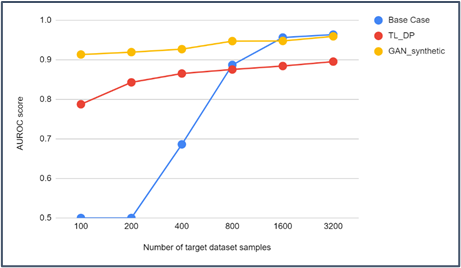 1.0
Base Case
TL_DP
GAN_synthetic
0.9
0.8
0.7
0.6
0.5
AUROC score
100 200 400 800 1600 3200
Number of target dataset samples